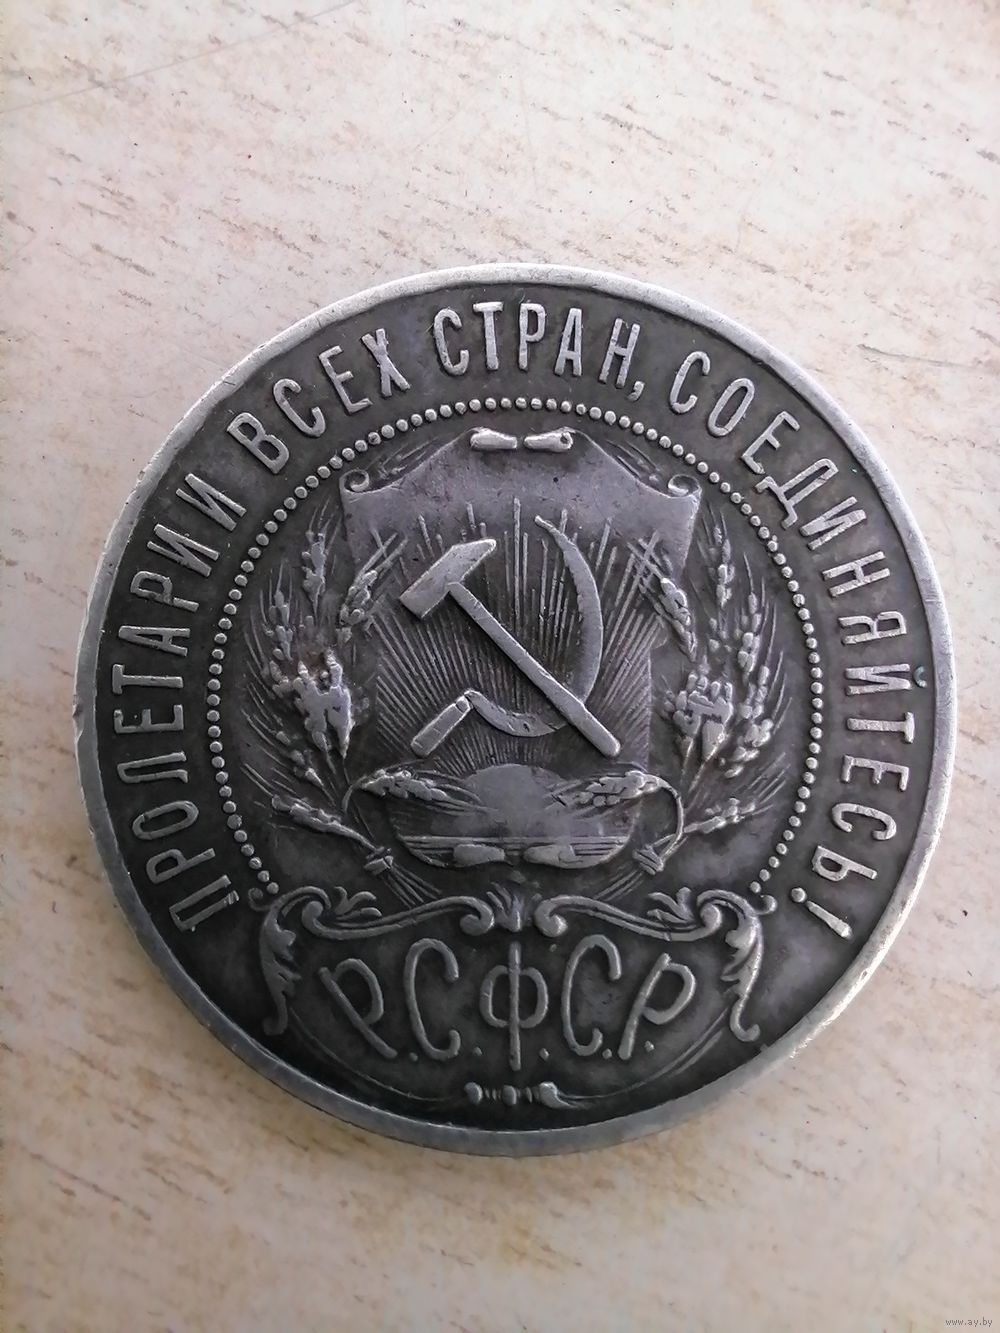 ПРОЛЕТАРИИ ВСЕХ СТРАН, СОЕДИНЯЙТЕСЬ!
Р.С.Ф.С.Р.
www.ay.by